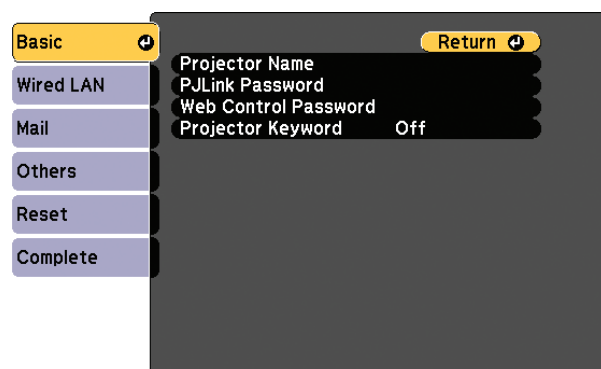 Basic
Wired LAN
Mail
Others
Reset
Complete
Return
Projector Name
PJLink Password
Web Control Password
Projector Keyword Off